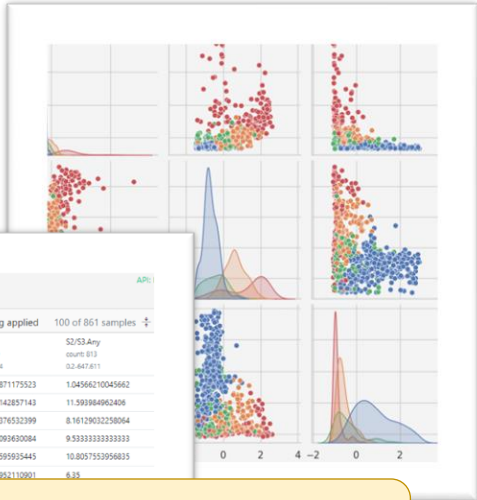 API:
g applied 100 of 861 samples
S2/S3.Any
count: 813
0.2-647.611
871175523 1.04566210045662
142857143 11.593984962406
376532399 8.16129032258064
093630084 9.53333333333333
595935445 10.8057553956835
952110901 6.35
0 2 4 −2 0 2